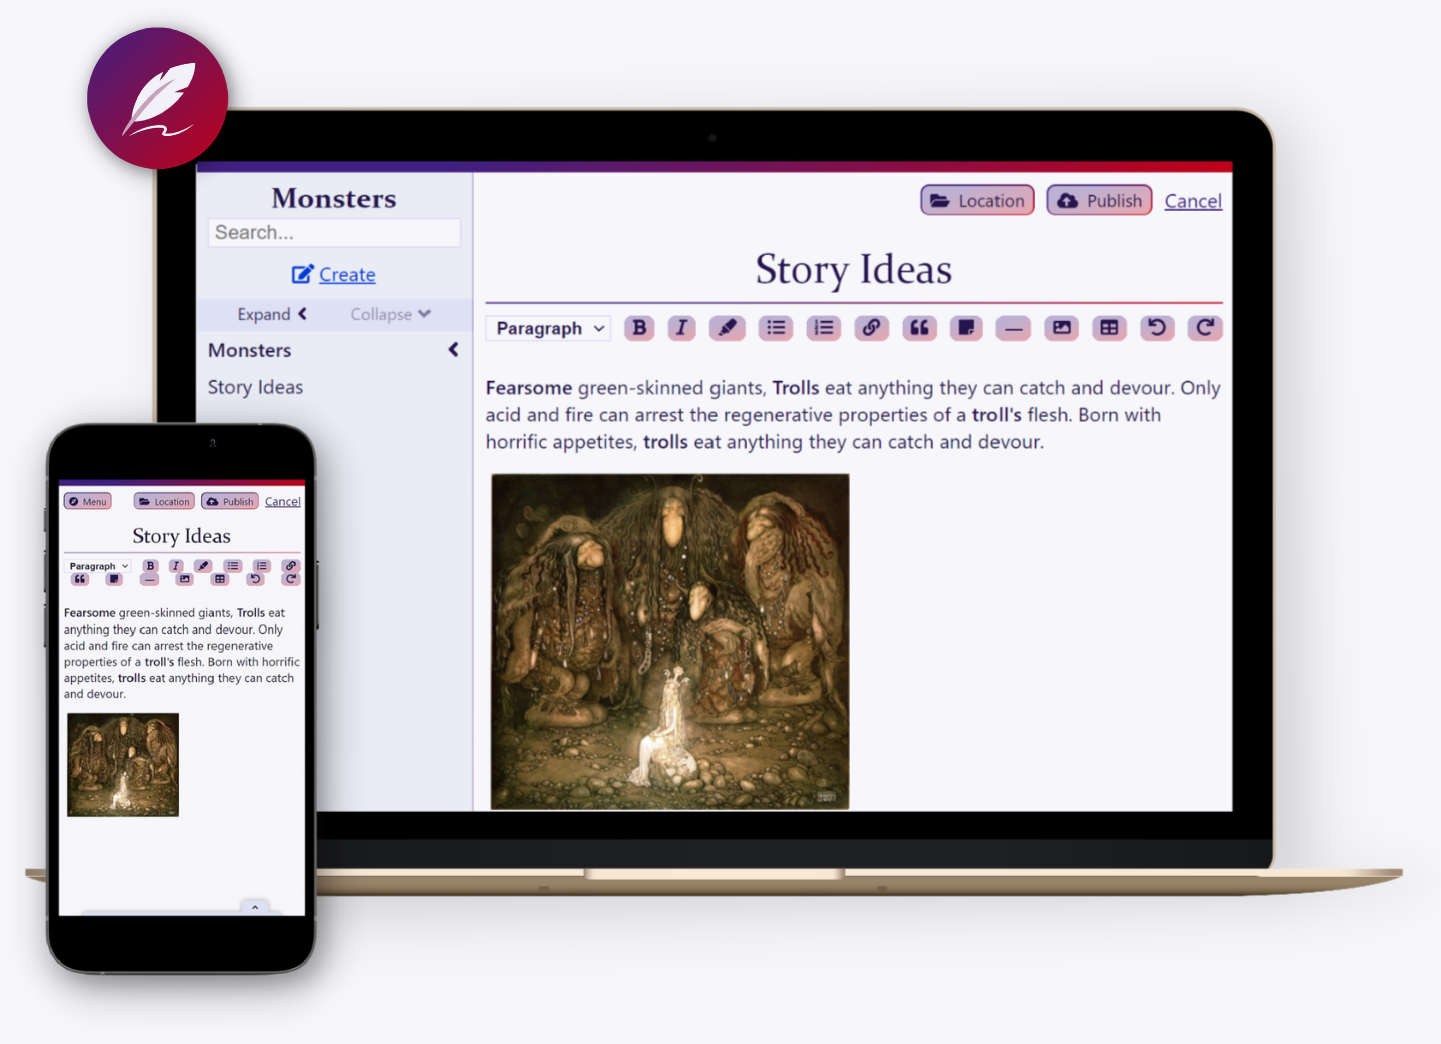 Monsters
Search...
Create
Expand Collapse
Monsters
Story Ideas
Location Publish Cancel
Story Ideas
Paragraph B I
Fearsome green-skinned giants, Trolls eat anything they can catch and devour. Only
acid and fire can arrest the regenerative properties of a troll's flesh. Born with
horrific appetites, trolls eat anything they can catch and devour.
Menu Location Publish Cancel
Story Ideas
Paragraph B I
Fearsome green-skinned giants, Trolls eat
anything they can catch and devour. Only
acid and fire can arrest the regenerative
properties of a troll's flesh. Born with horrific
appetites, trolls eat anything they can catch
and devour.